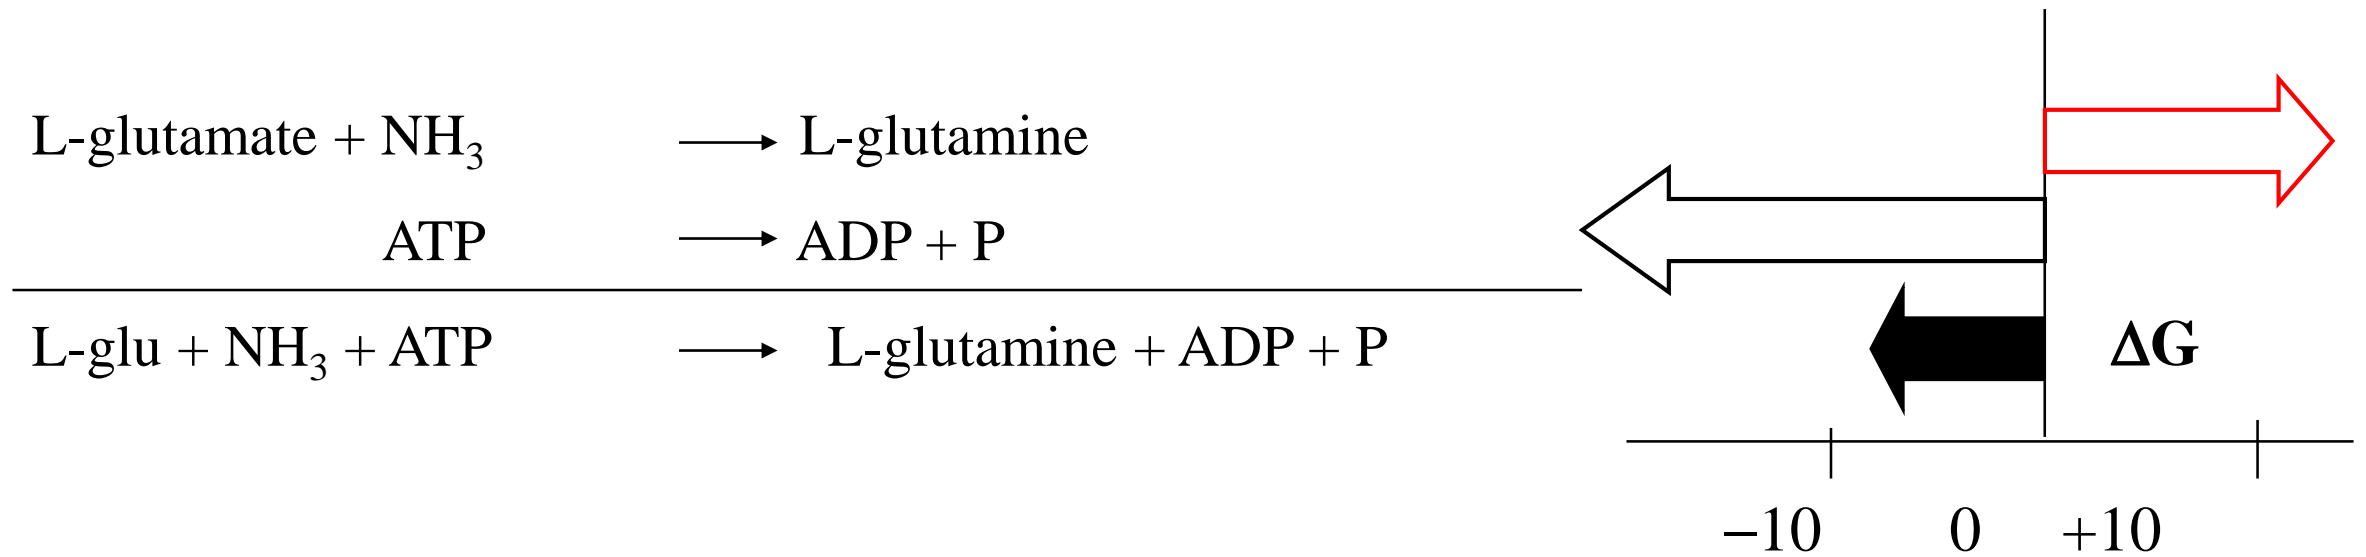 L-glutamate + NH₃ → L-glutamine
ATP → ADP + P
L-glu + NH₃ + ATP → L-glutamine + ADP + P
ΔG
−10 0 +10